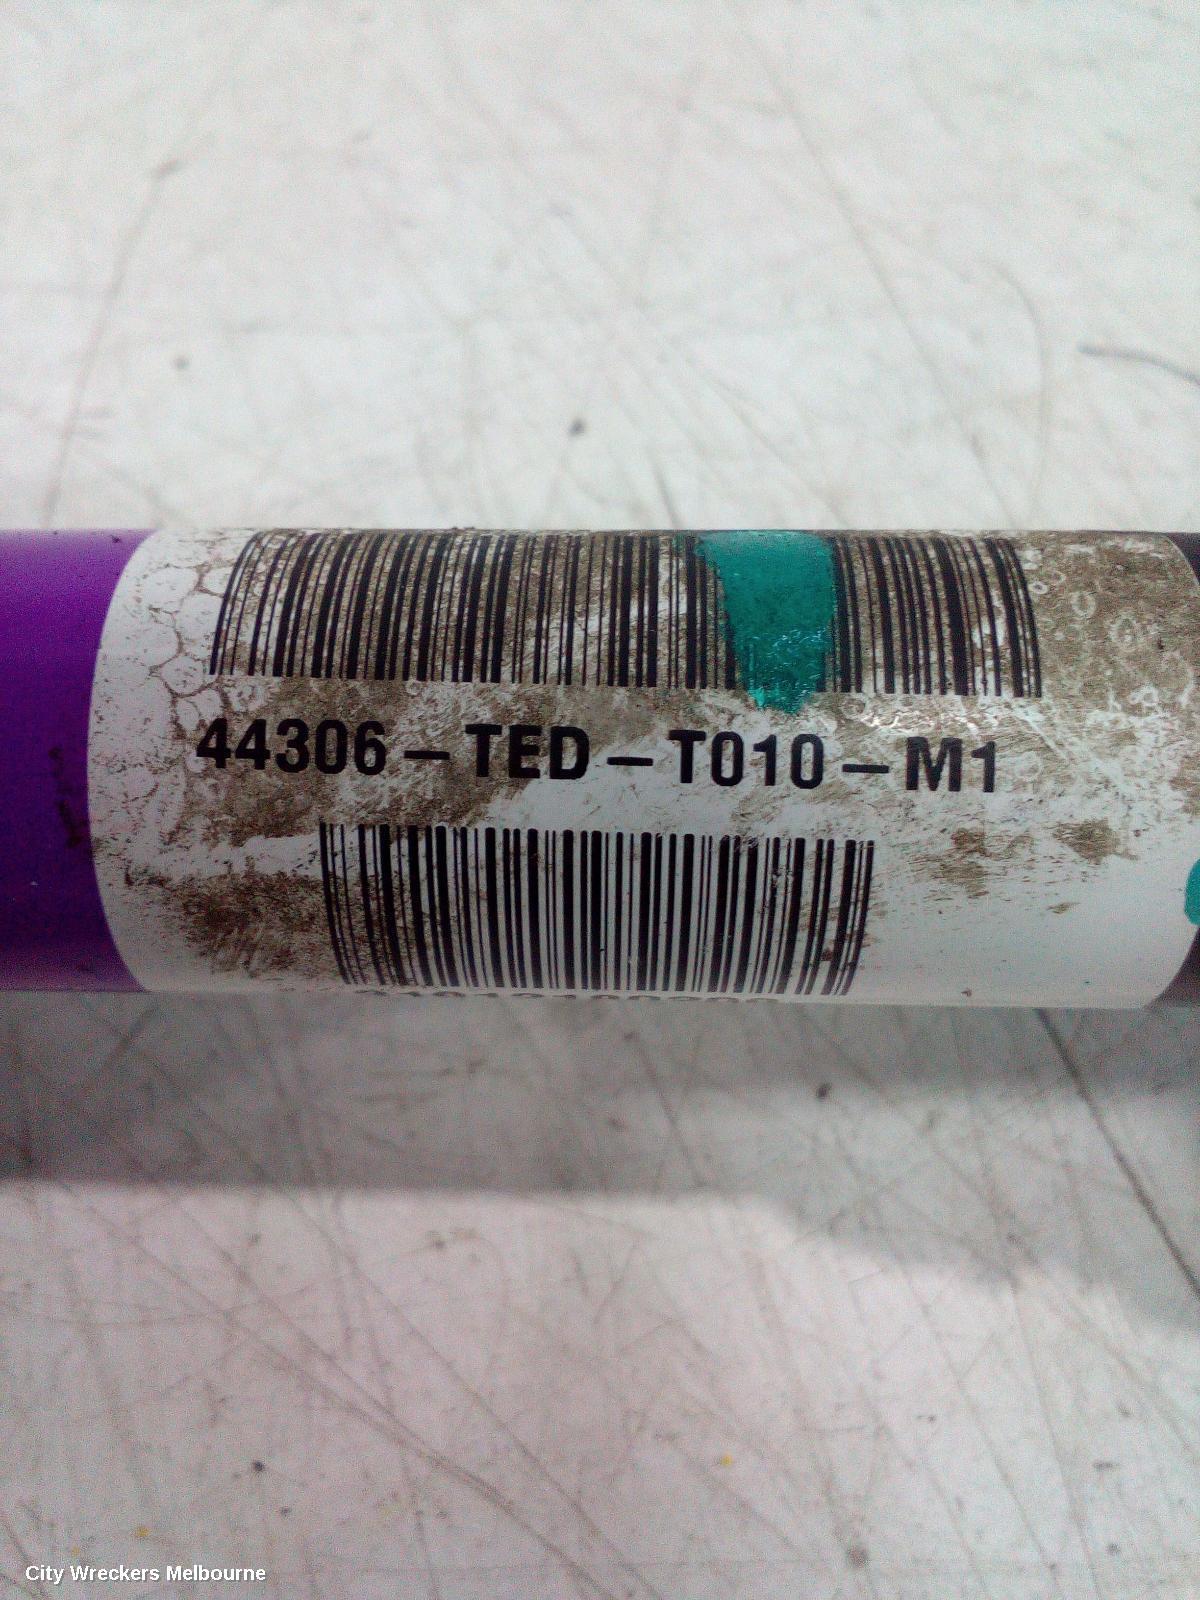 44306-TED-T010-M1
City Wreckers Melbourne